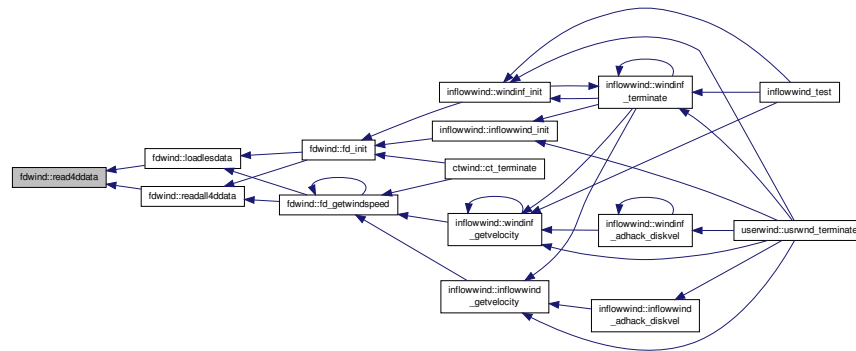 fdwind::read4ddata
fdwind::loadlesdata
fdwind::readall4ddata
fdwind::fd_init
fdwind::fd_getwindspeed
inflowwind::windinf_init
inflowwind::inflowwind_init
ctwind::ct_terminate
inflowwind::windinf
_getvelocity
inflowwind::inflowwind
_getvelocity
inflowwind::windinf
_terminate
inflowwind::windinf
_adhack_diskvel
inflowwind::inflowwind
_adhack_diskvel
inflowwind_test
userwind::usrwnd_terminate